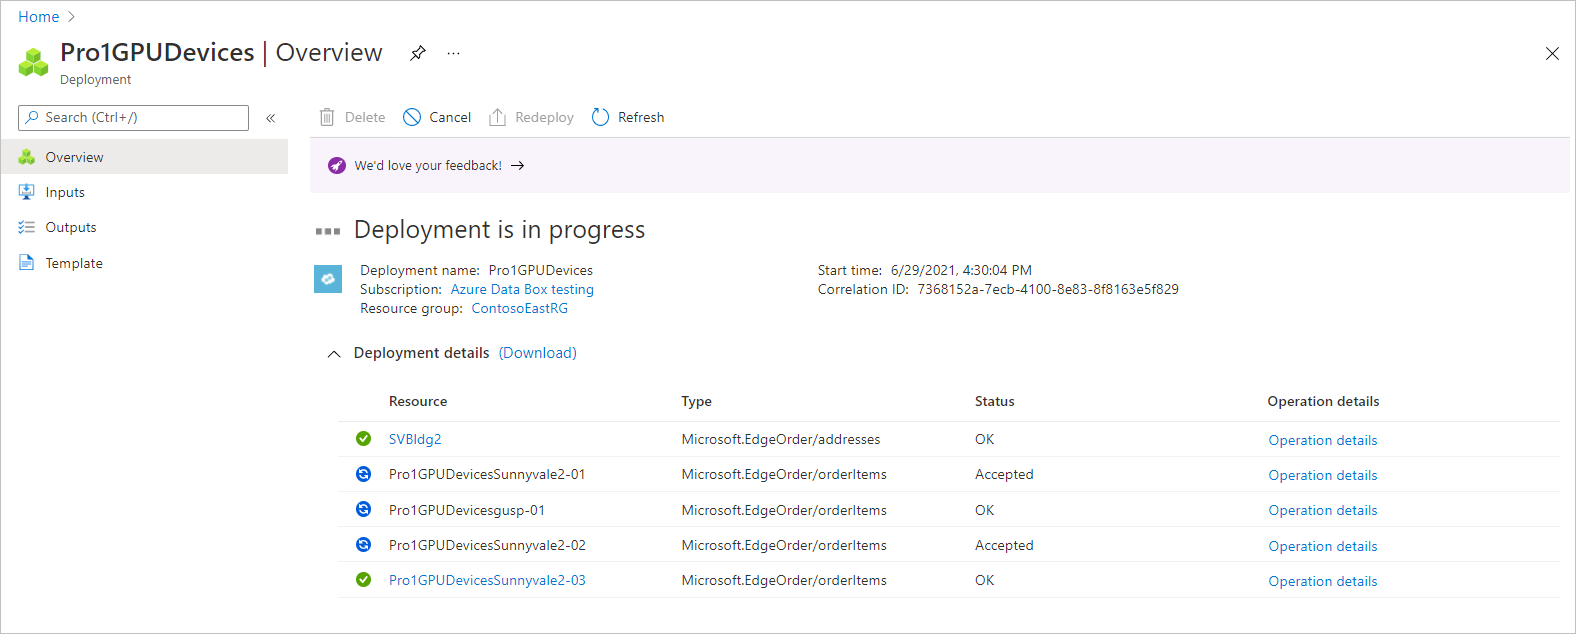 Home
Pro1GPUDevices | Overview
Deployment
Search (Ctrl+/)
«
Delete Cancel Redeploy Refresh
Overview
Inputs
Outputs
Template
We'd love your feedback! →
Deployment is in progress
Deployment name: Pro1GPUDevices
Subscription: Azure Data Box testing
Resource group: ContosoEastRG
Start time: 6/29/2021, 4:30:04 PM
Correlation ID: 7368152a-7ecb-4100-8e83-8f8163e5f829
Deployment details (Download)
Resource Type Status Operation details
SVBldg2 Microsoft.EdgeOrder/addresses OK Operation details
Pro1GPUDevicesSunnyvale2-01 Microsoft.EdgeOrder/orderItems Accepted Operation details
Pro1GPUDevicesgusp-01 Microsoft.EdgeOrder/orderItems OK Operation details
Pro1GPUDevicesSunnyvale2-02 Microsoft.EdgeOrder/orderItems Accepted Operation details
Pro1GPUDevicesSunnyvale2-03 Microsoft.EdgeOrder/orderItems OK Operation details